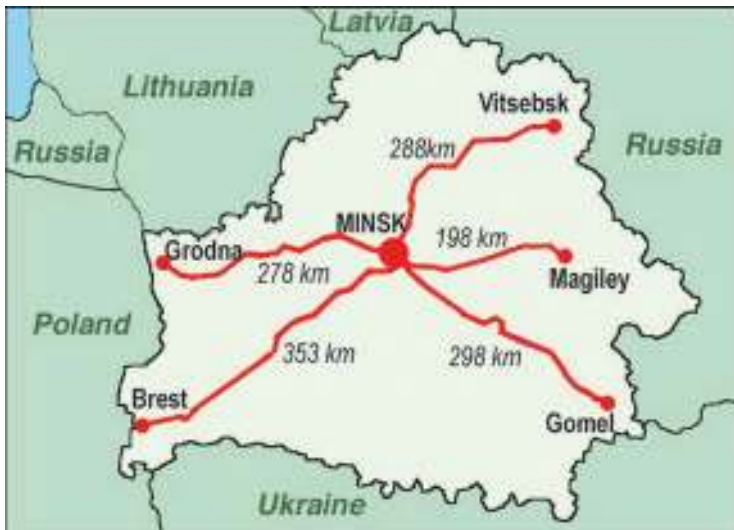 Latvia
Lithuania
Vitsebsk
Russia
Russia
288km
MINSK
198 km
Grodna
278 km
Magiley
Poland
353 km
298 km
Brest
Gomel
Ukraine